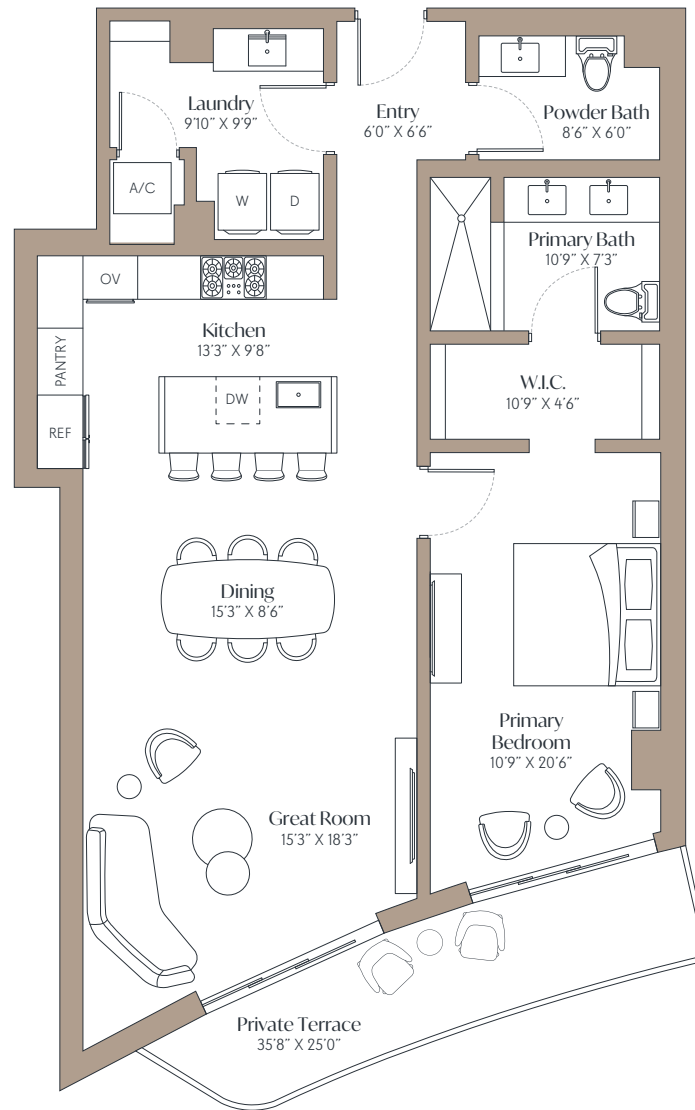 Laundry
9'10" X 9'9"
Entry
6'0" X 6'6"
Powder Bath
8'6" X 6'0"
A/C
W
D
Primary Bath
10'9" X 7'3"
OV
Kitchen
13'3" X 9'8"
PANTRY
W.I.C.
10'9" X 4'6"
DW
REF
Dining
15'3" X 8'6"
Primary
Bedroom
10'9" X 20'6"
Great Room
15'3" X 18'3"
Private Terrace
35'8" X 25'0"